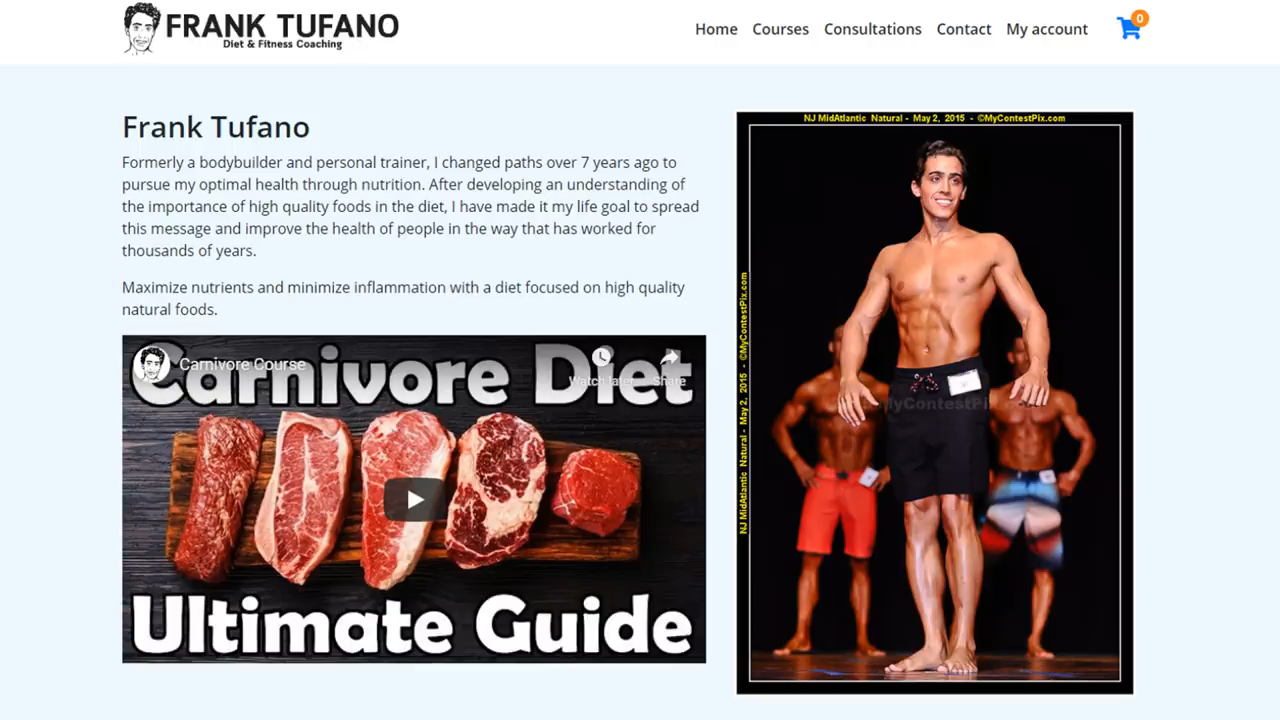 FRANK TUFANO
Diet & Fitness Coaching
Home Courses Consultations Contact My account 0
Frank Tufano
Formerly a bodybuilder and personal trainer, I changed paths over 7 years ago to
pursue my optimal health through nutrition. After developing an understanding of
the importance of high quality foods in the diet, I have made it my life goal to spread
this message and improve the health of people in the way that has worked for
thousands of years.
Maximize nutrients and minimize inflammation with a diet focused on high quality
natural foods.
Carnivore Course
Watch later Share
Carnivore Diet
Ultimate Guide
NJ MidAtlantic Natural - May 2, 2015 - ©MyContestPix.com
NJ MidAtlantic Natural - May 2, 2015 - ©MyContestPix.com
MyContestPi